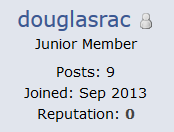 douglasrac
Junior Member
Posts: 9
Joined: Sep 2013
Reputation: 0